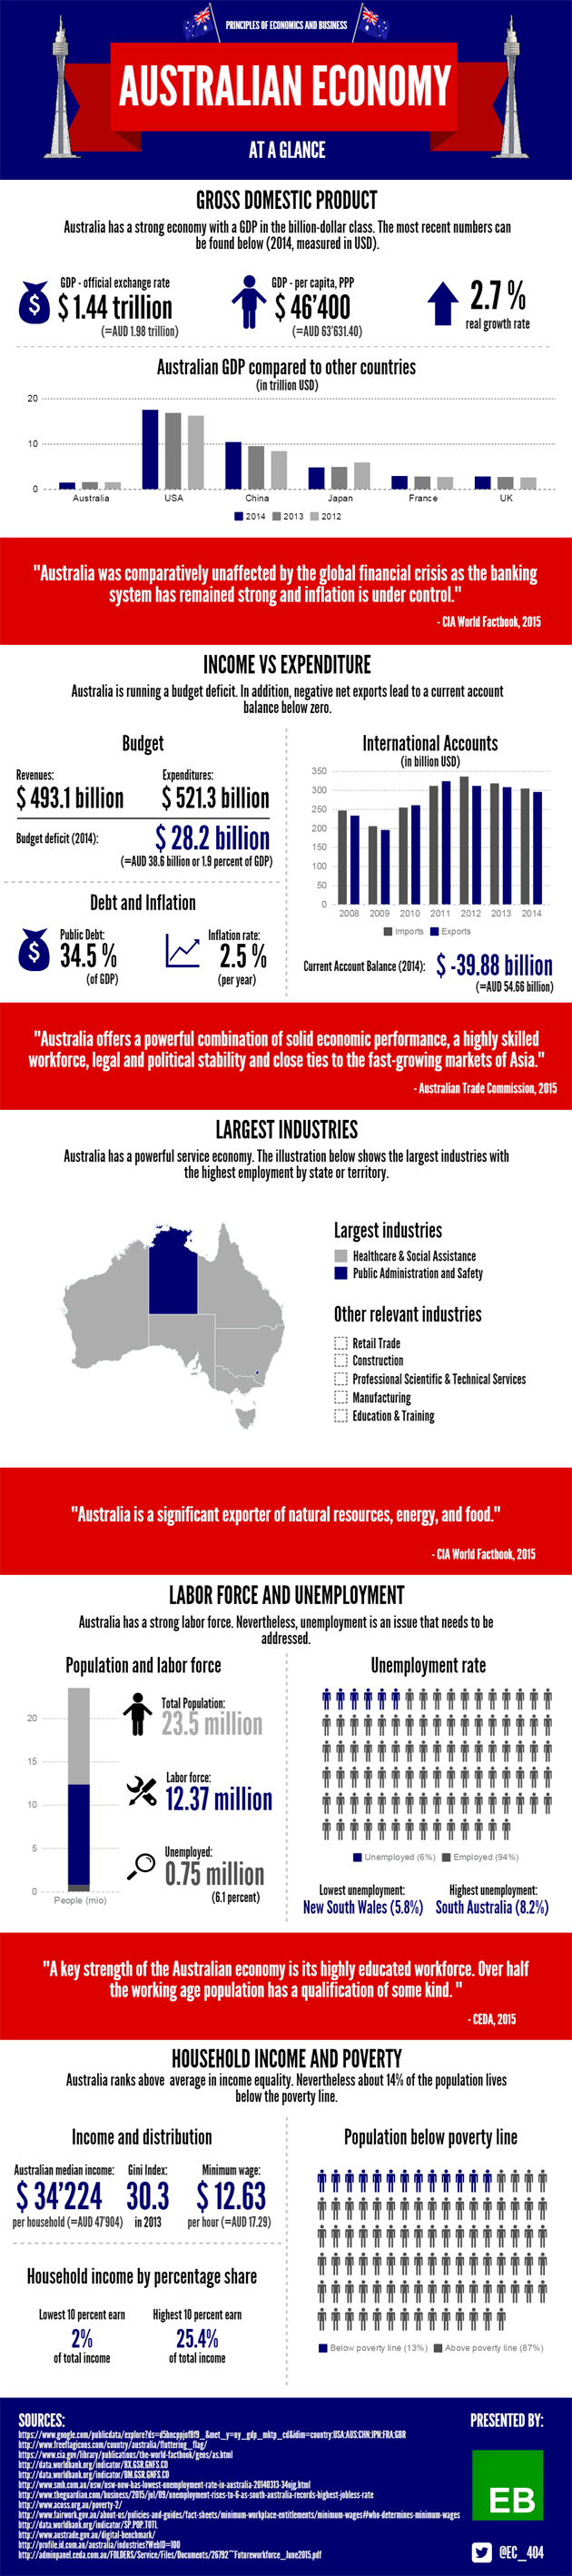 PRINCIPLES OF ECONOMICS AND BUSINESS
AUSTRALIAN ECONOMY
AT A GLANCE
GROSS DOMESTIC PRODUCT
Australia has a strong economy with a GDP in the billion-dollar class. The most recent numbers can
be found below (2014, measured in USD).
GDP - official exchange rate
$ 1.44 trillion
(=AUD 1.98 trillion)
GDP - per capita, PPP
$ 46'400
(=AUD 63'631.40)
2.7 %
real growth rate
Australian GDP compared to other countries
(in trillion USD)
20
10
0
Australia
USA
China
Japan
France
UK
2014
2013
2012
"Australia was comparatively unaffected by the global financial crisis as the banking
system has remained strong and inflation is under control."
- CIA World Factbook, 2015
INCOME VS EXPENDITURE
Australia is running a budget deficit. In addition, negative net exports lead to a current account
balance below zero.
Budget
Revenues:
$ 493.1 billion
Expenditures:
$ 521.3 billion
Budget deficit (2014):
$ 28.2 billion
(=AUD 38.6 billion or 1.9 percent of GDP)
Debt and Inflation
$
Public Debt:
34.5 %
(of GDP)
Inflation rate:
2.5 %
(per year)
International Accounts
(in billion USD)
350
300
250
200
150
100
50
0
2008
2009
2010
2011
2012
2013
2014
Imports
Exports
Current Account Balance (2014):
$ -39.88 billion
(=AUD 54.66 billion)
"Australia offers a powerful combination of solid economic performance, a highly skilled
workforce, legal and political stability and close ties to the fast-growing markets of Asia."
- Australian Trade Commission, 2015
LARGEST INDUSTRIES
Australia has a powerful service economy. The illustration below shows the largest industries with
the highest employment by state or territory.
Largest industries
Healthcare & Social Assistance
Public Administration and Safety
Other relevant industries
Retail Trade
Construction
Professional Scientific & Technical Services
Manufacturing
Education & Training
"Australia is a significant exporter of natural resources, energy, and food."
- CIA World Factbook, 2015
LABOR FORCE AND UNEMPLOYMENT
Australia has a strong labor force. Nevertheless, unemployment is an issue that needs to be
addressed.
Population and labor force
20
15
10
5
0
People (mio)
Total Population:
23.5 million
Labor force:
12.37 million
Unemployed:
0.75 million
(6.1 percent)
Unemployment rate
Unemployed (6%)
Employed (94%)
Lowest unemployment:
New South Wales (5.8%)
Highest unemployment:
South Australia (8.2%)
"A key strength of the Australian economy is its highly educated workforce. Over half
the working age population has a qualification of some kind. "
- CEDA, 2015
HOUSEHOLD INCOME AND POVERTY
Australia ranks above average in income equality. Nevertheless about 14% of the population lives
below the poverty line.
Income and distribution
Australian median income:
$ 34'224
per household (=AUD 47'904)
Gini Index:
30.3
in 2013
Minimum wage:
$ 12.63
per hour (=AUD 17.29)
Household income by percentage share
Lowest 10 percent earn
2%
of total income
Highest 10 percent earn
25.4%
of total income
Population below poverty line
Below poverty line (13%)
Above poverty line (87%)
SOURCES:
http://www.freeflagicons.com/country/australia/fluttering_flag/
https://www.cia.gov/library/publications/the-world-factbook/geos/as.html
http://data.worldbank.org/indicator/BX.GSR.GNFS.CD
http://data.worldbank.org/indicator/BM.GSR.GNFS.CD
http://www.smh.com.au/nsw/nsw-now-has-lowest-unemployment-rate-in-australia-20140313-34ojg.html
http://www.theguardian.com/business/2015/jul/09/unemployment-rises-to-6-as-south-australia-records-highest-jobless-rate
http://www.acoss.org.au/poverty-2/
http://www.fairwork.gov.au/about-us/policies-and-guides/fact-sheets/minimum-workplace-entitlements/minimum-wages#who-determines-minimum-wages
http://data.worldbank.org/indicator/SP.POP.TOTL
http://www.austrade.gov.au/digital-benchmark/
http://profile.id.com.au/australia/industries?WebID=100
PRESENTED BY:
EB
@EC_404